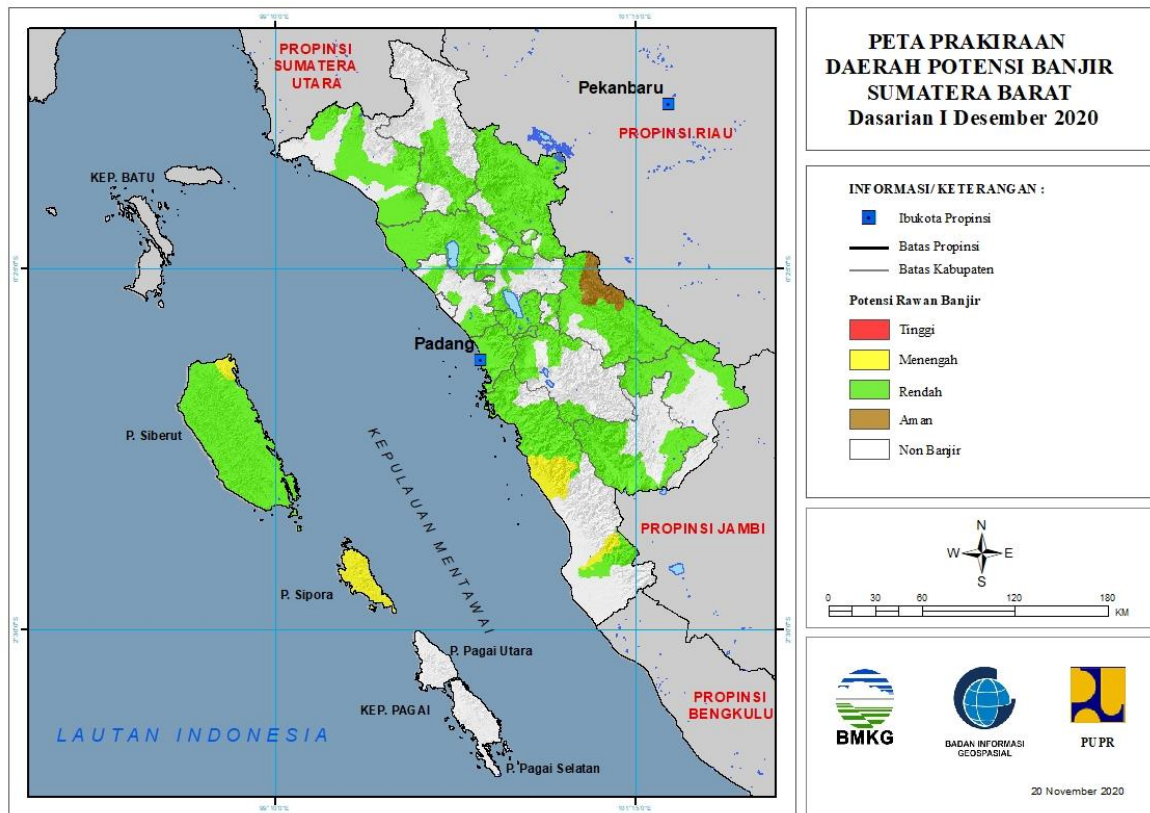 PETA PRAKIRAAN
DAERAH POTENSI BANJIR
SUMATERA BARAT
Dasarian I Desember 2020
INFORMASI/ KETERANGAN :
Ibukota Propinsi
Batas Propinsi
Batas Kabupaten
Potensi Rawan Banjir
Tinggi
Menengah
Rendah
Aman
Non Banjir
N
W E
S
0 30 60 120 180
KM
BMKG
BADAN INFORMASI
GEOSPASIAL
PUPR
20 November 2020
PROPINSI
SUMATERA
UTARA
Pekanbaru
PROPINSI RIAU
KEP. BATU
Padang
P. Siberut
KEPULAUAN MENTAWAI
PROPINSI JAMBI
P. Sipora
P. Pagai Utara
KEP. PAGAI
PROPINSI
BENGKULU
LAUTAN INDONESIA
P. Pagai Selatan